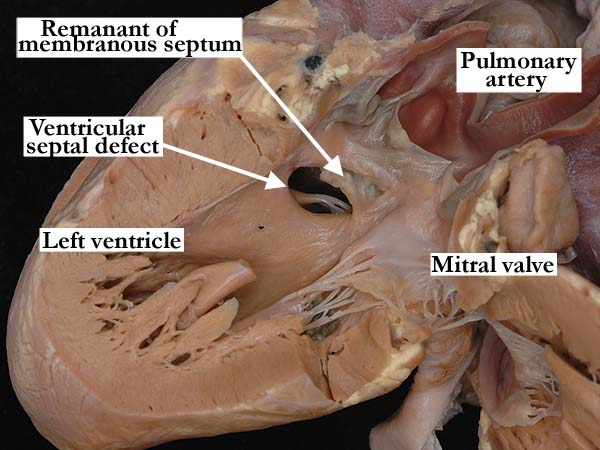 Remanant of
membranous septum
Pulmonary
artery
Ventricular
septal defect
Left ventricle
Mitral valve